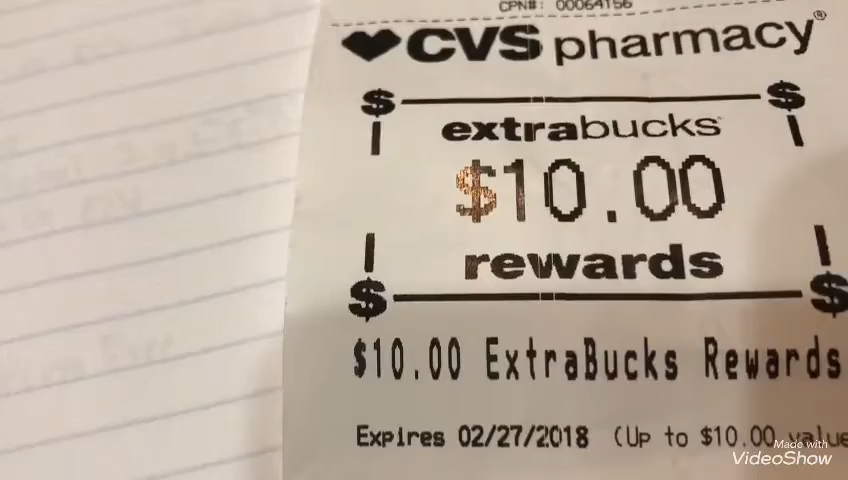 CPN#: 00064156
CVS pharmacy®
$ $
extrabucks
$10.00
rewards
$ $
$10.00 ExtraBucks Rewards
Expires 02/27/2018 (Up to $10.00 value
Made with
VideoShow